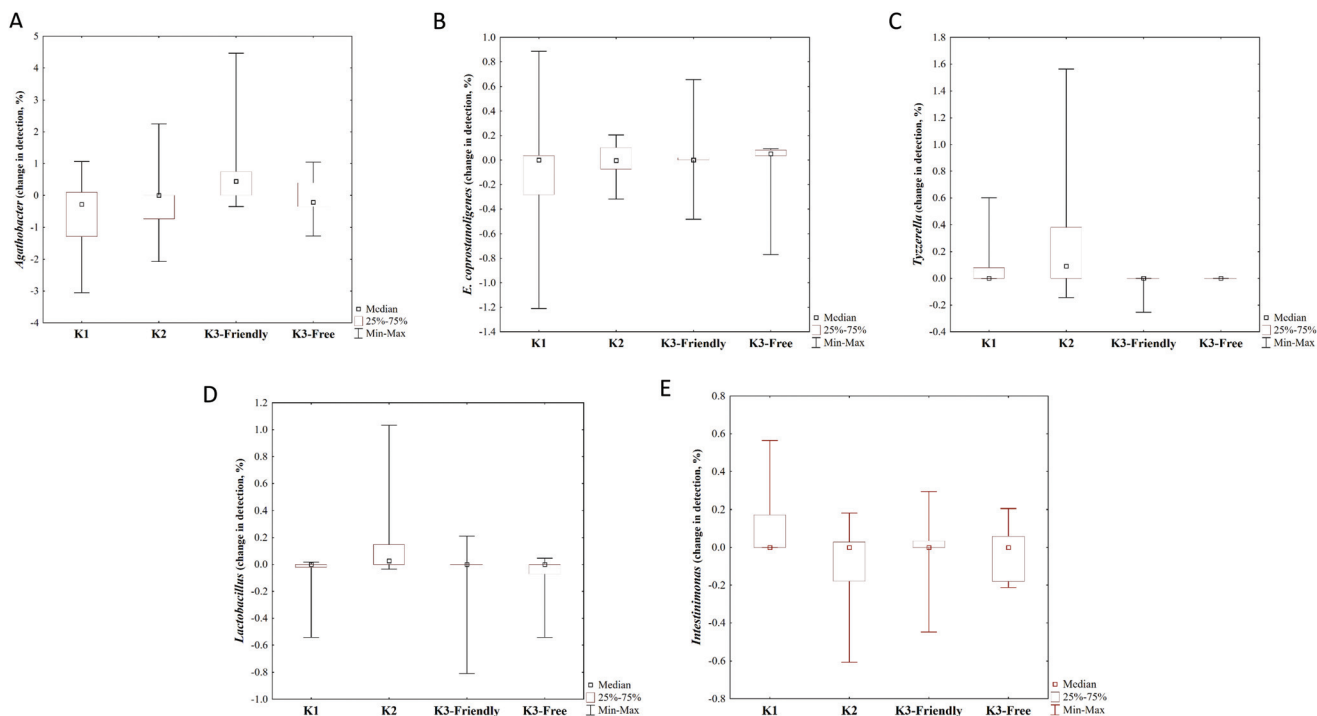 A
Agathobacter (change in detection, %)
5
4
3
2
1
0
-1
-2
-3
4
K1 K2 K3-Friendly K3-Free
Median
25%-75%
Min-Max
B
E. coprostanoligenes (change in detection, %)
1.0
0.8
0.6
0.4
0.2
0.0
-0.2
-0.4
-0.6
-0.8
-1.0
-1.2
-1.4
K1 K2 K3-Friendly K3-Free
Median
25%-75%
Min-Max
C
Tyzzerella (change in detection, %)
1.8
1.6
1.4
1.2
1.0
0.8
0.6
0.4
0.2
0.0
-0.2
-0.4
K1 K2 K3-Friendly K3-Free
Median
25%-75%
Min-Max
D
Lactobacillus (change in detection, %)
1.2
1.0
0.8
0.6
0.4
0.2
0.0
-0.2
-0.4
-0.6
-0.8
-1.0
K1 K2 K3-Friendly K3-Free
Median
25%-75%
Min-Max
E
Intestinimonas (change in detection, %)
0.8
0.6
0.4
0.2
0.0
-0.2
-0.4
-0.6
-0.8
K1 K2 K3-Friendly K3-Free
Median
25%-75%
Min-Max